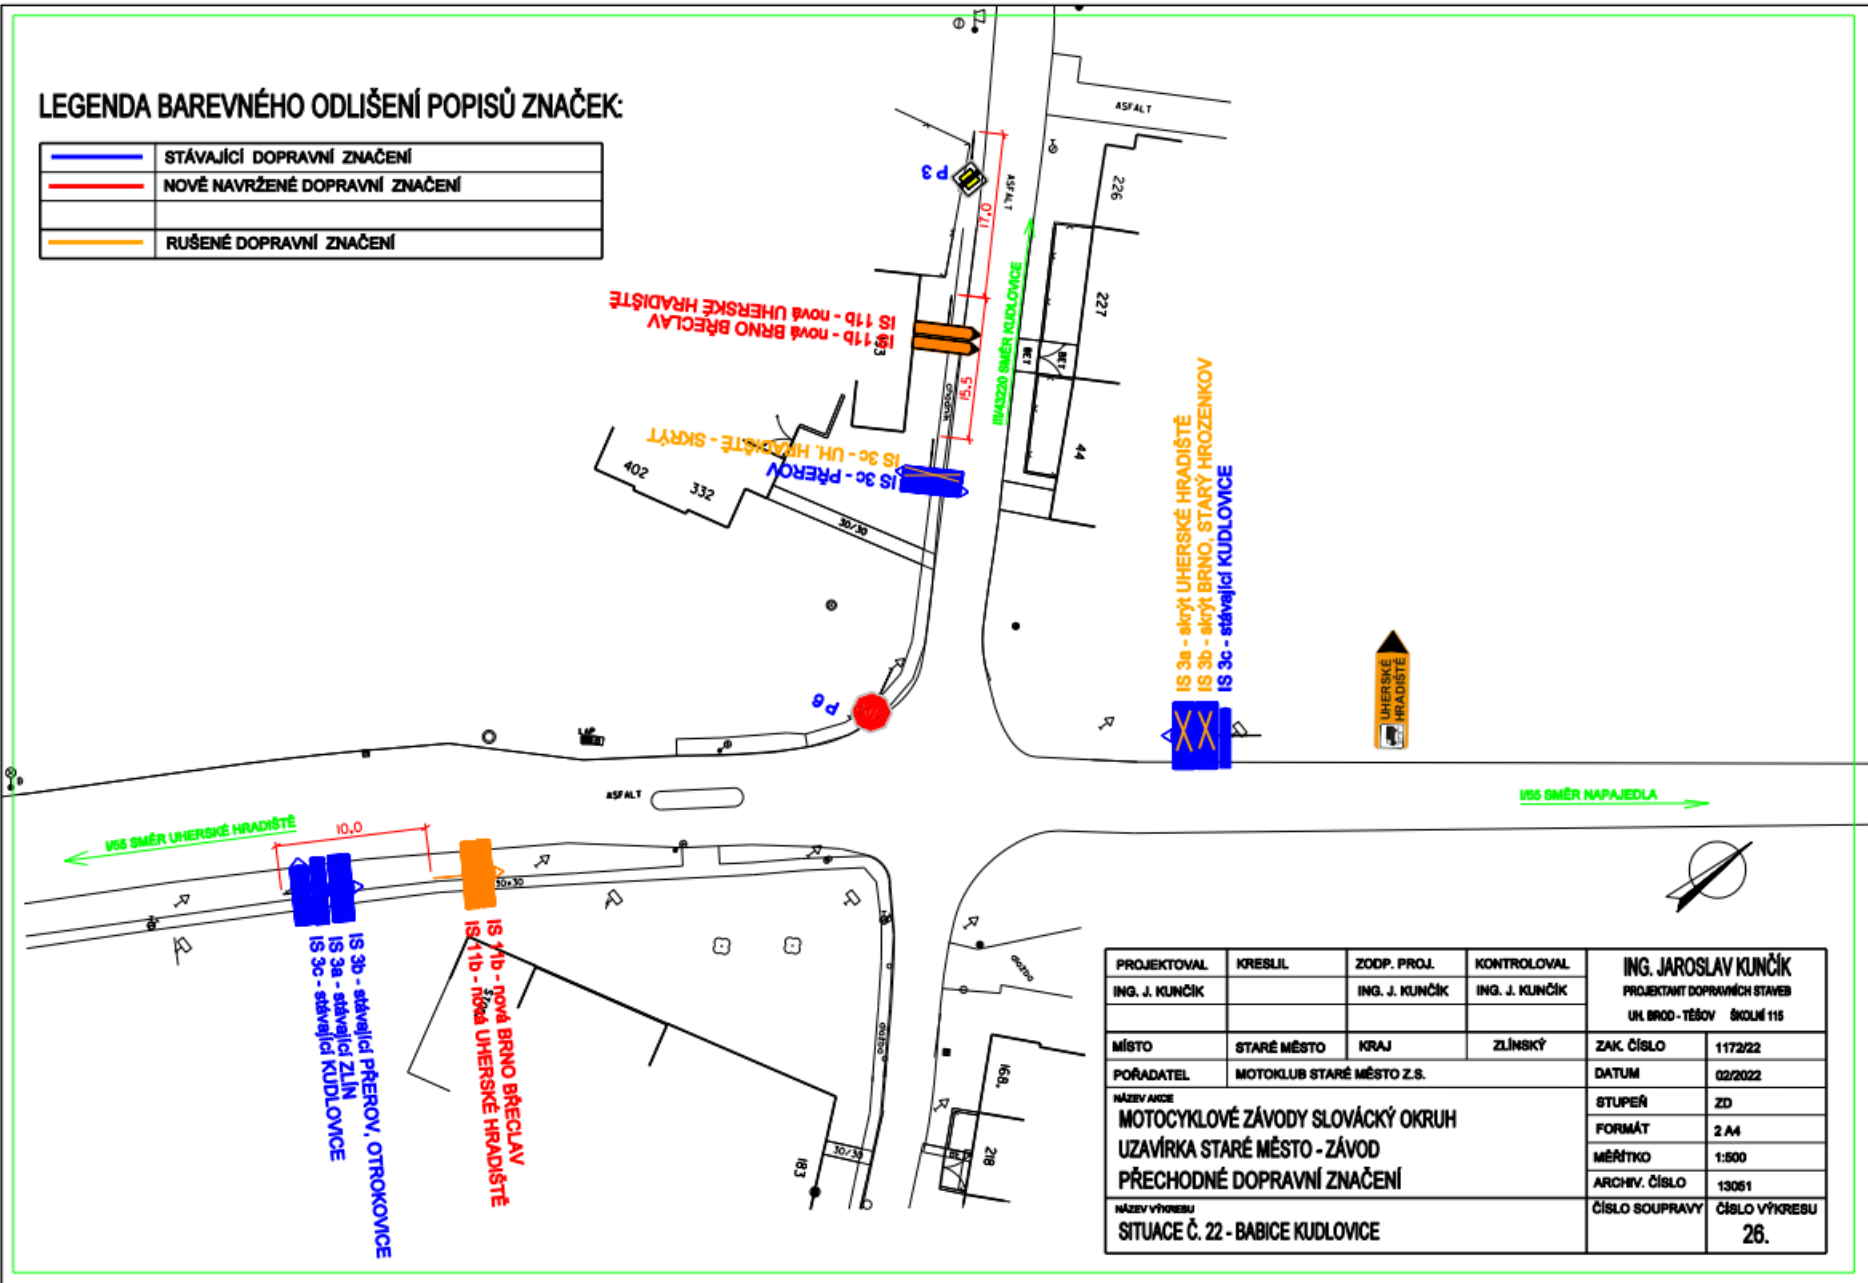 LEGENDA BAREVNÉHO ODLIŠENÍ POPISŮ ZNAČEK:
STÁVAJÍCÍ DOPRAVNÍ ZNAČENÍ
NOVĚ NAVRŽENÉ DOPRAVNÍ ZNAČENÍ
RUŠENÉ DOPRAVNÍ ZNAČENÍ
ASFALT
P 3
ASFALT
226
17.0
227
IS 11b - nová UHERSKÉ HRADIŠTĚ
IS 11b - nová BRNO BŘECLAV
II/43220 SMĚR KUDLOVICE
BET
BET
15.5
chodník
44
IS 3c - UH. HRADIŠTĚ - SKRÝT
IS 3c - PŘEROV
402
332
30/30
IS 3a - skrýt UHERSKÉ HRADIŠTĚ
IS 3b - skrýt BRNO, STARÝ HROZENKOV
IS 3c - stávající KUDLOVICE
UHERSKÉ
HRADIŠTĚ
P 6
LAP
ASFALT
I/55 SMĚR NAPAJEDLA
I/55 SMĚR UHERSKÉ HRADIŠTĚ
10.0
30×30
IS 3b - stávající PŘEROV, OTROKOVICE
IS 3a - stávající ZLÍN
IS 3c - stávající KUDLOVICE
IS 11b - nová BRNO BŘECLAV
IS 11b - nová UHERSKÉ HRADIŠTĚ
dlažba
dlažba
168.
218
183
30/30
PROJEKTOVAL KRESLIL ZODP. PROJ. KONTROLOVAL
ING. J. KUNČÍK ING. J. KUNČÍK ING. J. KUNČÍK
ING. JAROSLAV KUNČÍK
PROJEKTANT DOPRAVNÍCH STAVEB
UH. BROD - TĚŠOV ŠKOLNÍ 115
MÍSTO STARÉ MĚSTO KRAJ ZLÍNSKÝ
POŘADATEL MOTOKLUB STARÉ MĚSTO Z.S.
NÁZEV AKCE
MOTOCYKLOVÉ ZÁVODY SLOVÁCKÝ OKRUH
UZAVÍRKA STARÉ MĚSTO - ZÁVOD
PŘECHODNÉ DOPRAVNÍ ZNAČENÍ
NÁZEV VÝKRESU
SITUACE Č. 22 - BABICE KUDLOVICE
ZAK. ČÍSLO 1172/22
DATUM 02/2022
STUPEŇ ZD
FORMÁT 2 A4
MĚŘÍTKO 1:500
ARCHIV. ČÍSLO 13051
ČÍSLO SOUPRAVY ČÍSLO VÝKRESU
26.